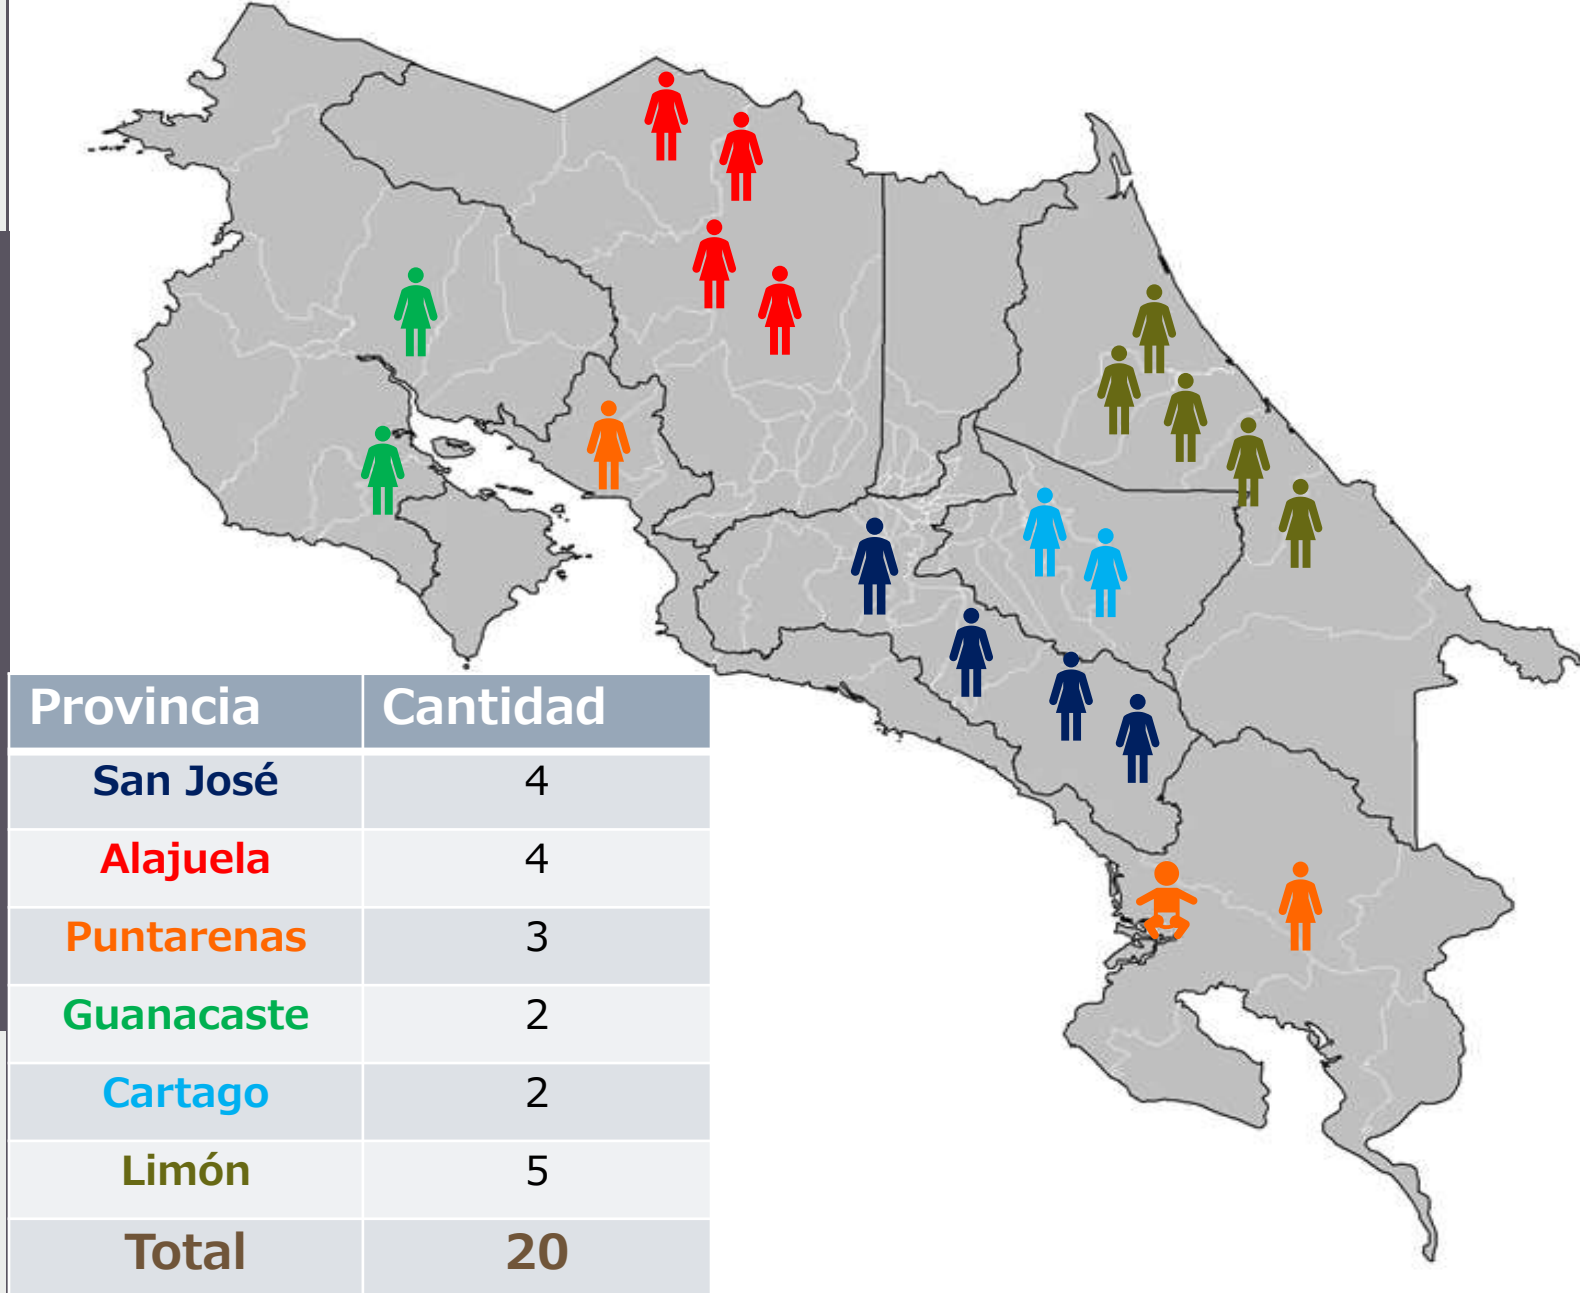 Provincia Cantidad
San José 4
Alajuela 4
Puntarenas 3
Guanacaste 2
Cartago 2
Limón 5
Total 20